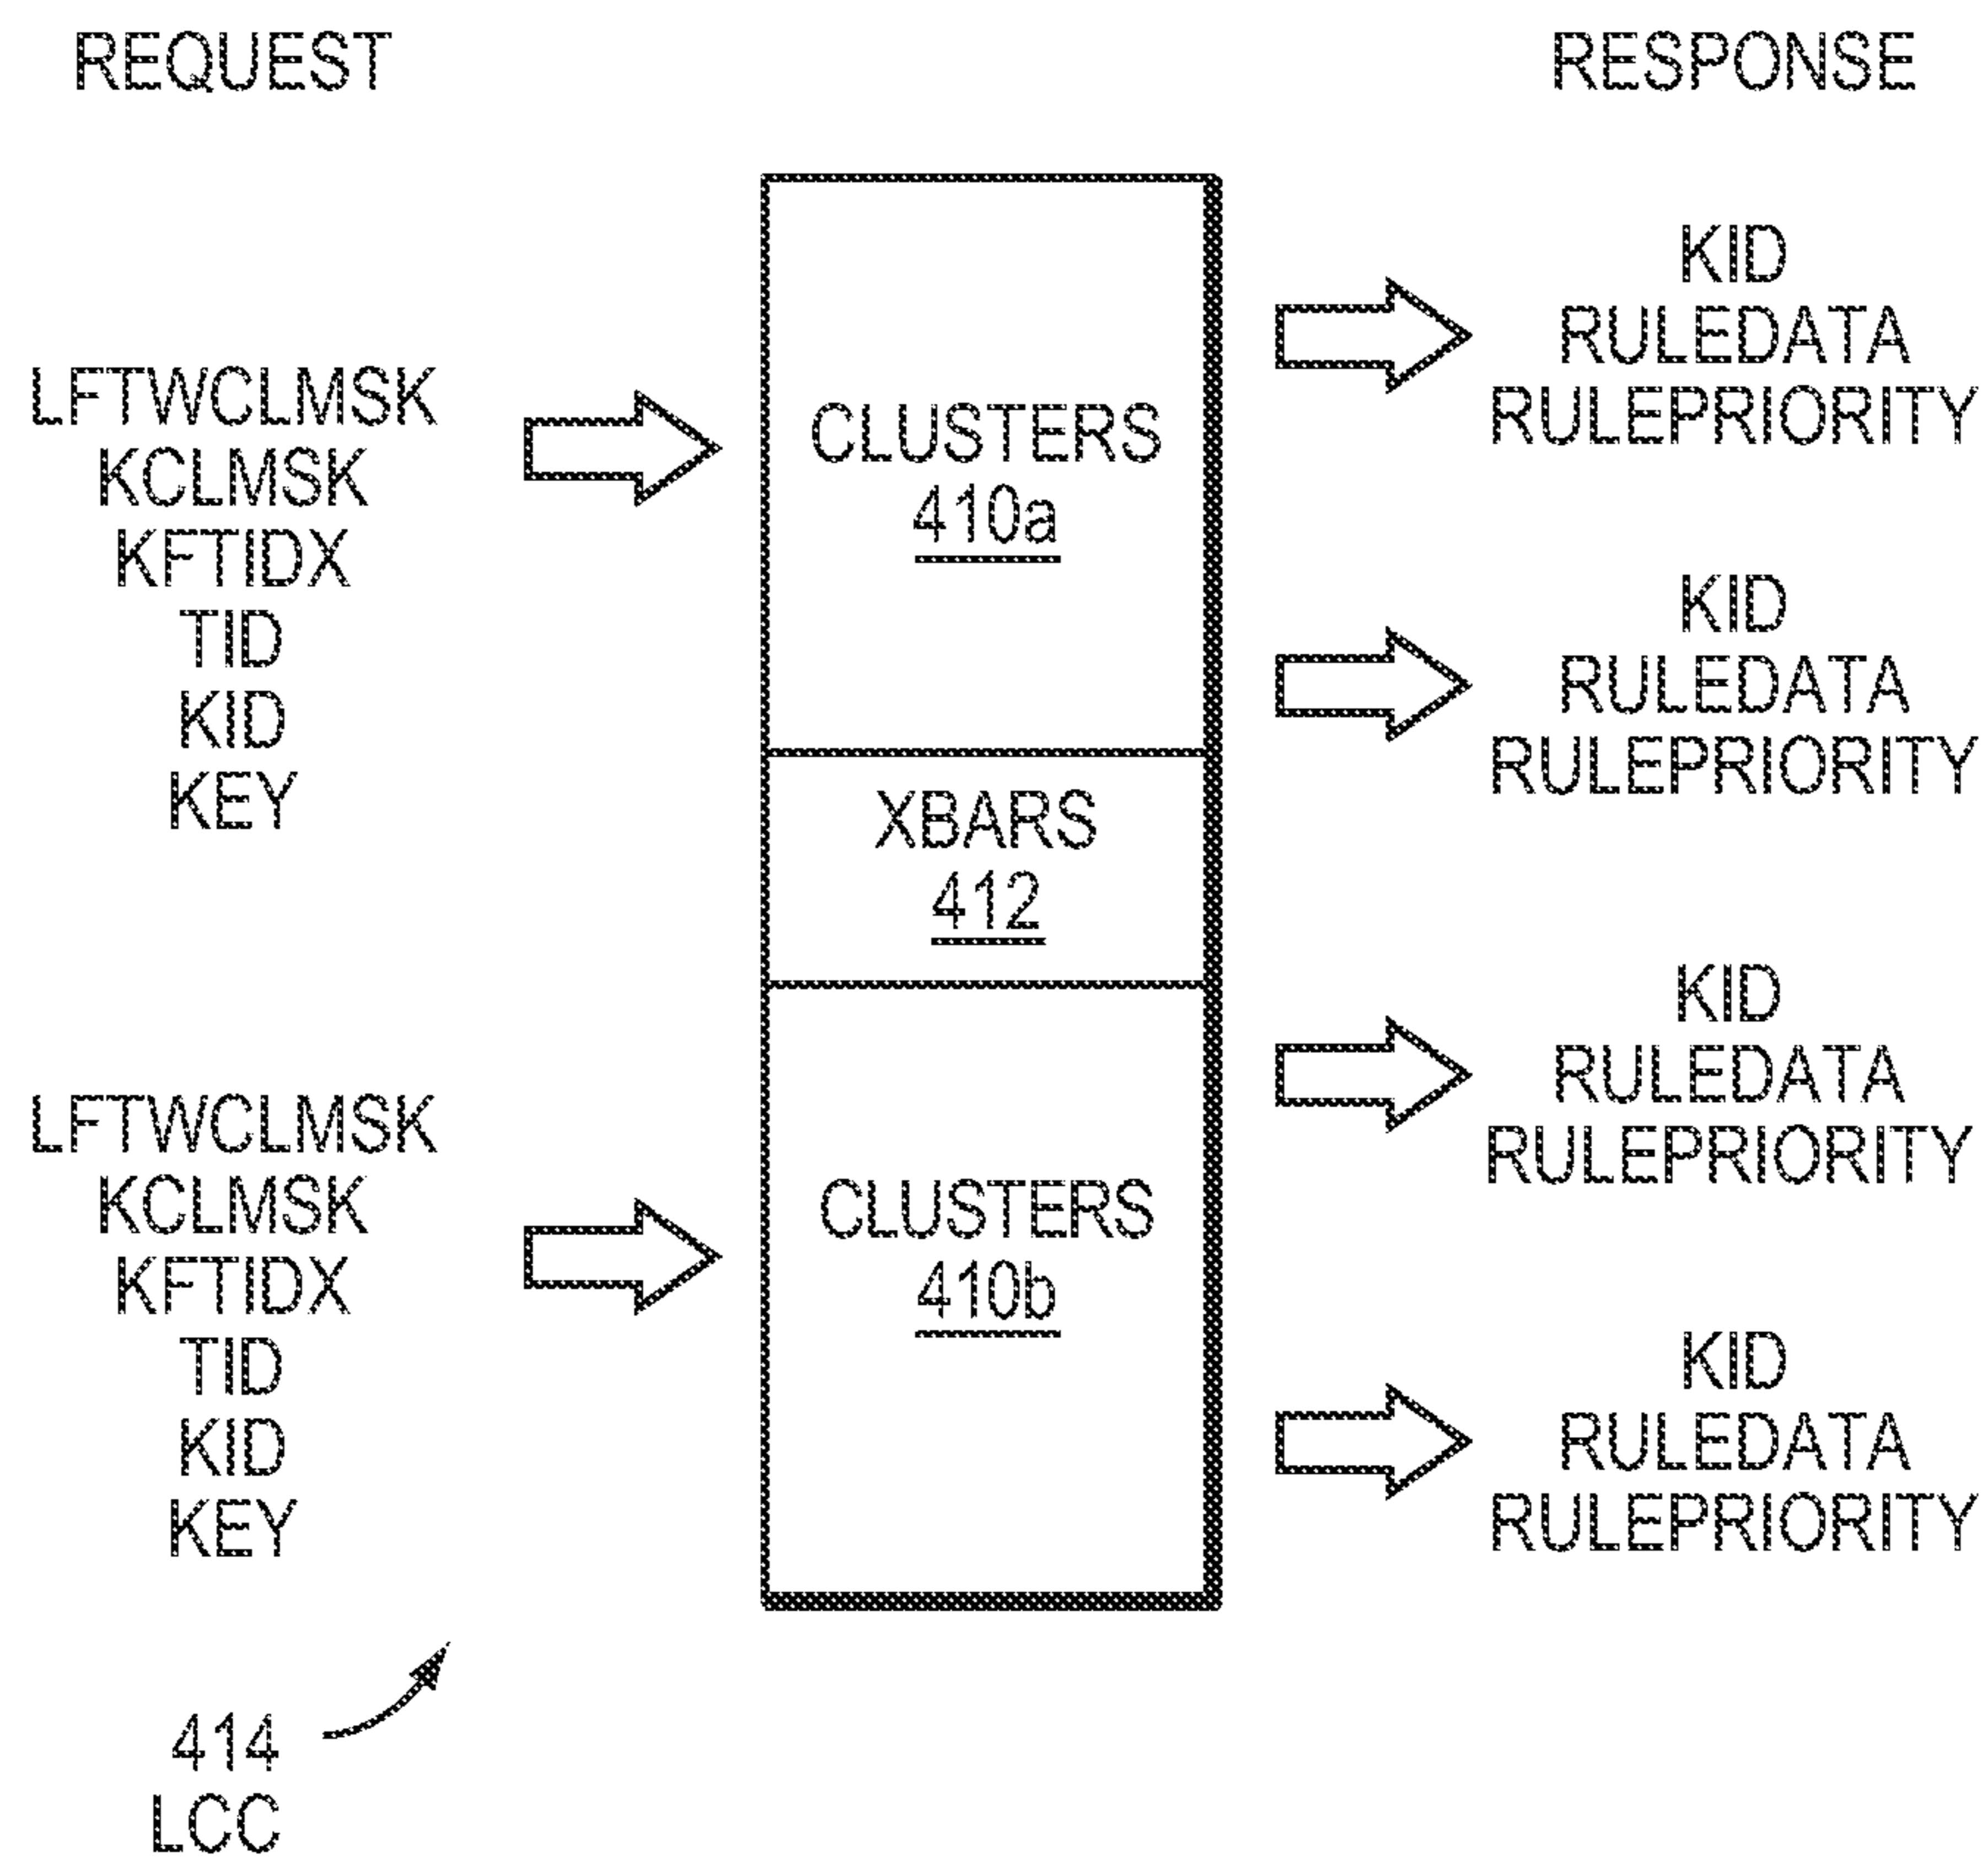 REQUEST
RESPONSE
LFTWCLMSK
KCLMSK
KFTIDX
TID
KID
KEY
LFTWCLMSK
KCLMSK
KFTIDX
TID
KID
KEY
CLUSTERS
410a
XBARS
412
CLUSTERS
410b
KID
RULEDATA
RULEPRIORITY
KID
RULEDATA
RULEPRIORITY
KID
RULEDATA
RULEPRIORITY
KID
RULEDATA
RULEPRIORITY
414
LCC